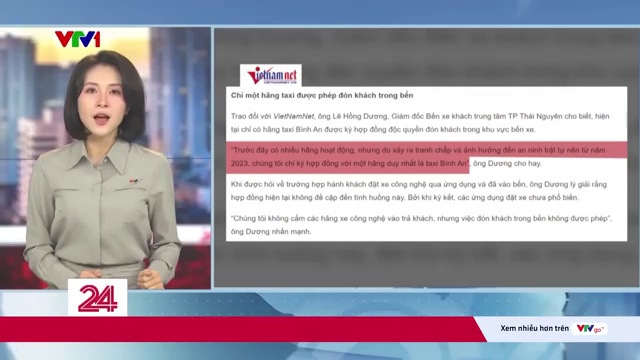 VTV1
Vietnamnet
Chỉ một hãng taxi được phép đón khách trong bến
Trao đổi với VietNamNet, ông Lê Hồng Dương, Giám đốc Bến xe khách trung tâm TP Thái Nguyên cho biết, hiện
tại chỉ có hãng taxi Bình An được ký hợp đồng độc quyền đón khách trong khu vực bến xe.
"Trước đây có nhiều hãng hoạt động, nhưng do xảy ra tranh chấp và ảnh hưởng đến an ninh trật tự nên từ năm
2023, chúng tôi chỉ ký hợp đồng với một hãng duy nhất là taxi Bình An", ông Dương cho hay.
Khi được hỏi về trường hợp hành khách đặt xe công nghệ qua ứng dụng và đã vào bến, ông Dương lý giải rằng
hợp đồng hiện tại không đề cập đến tình huống này. Bởi khi ký kết, các ứng dụng đặt xe chưa phổ biến.
"Chúng tôi không cấm các hãng xe công nghệ vào trả khách, nhưng việc đón khách trong bến không được phép",
ông Dương nhấn mạnh.
24
Xem nhiều hơn trên
VTVgo